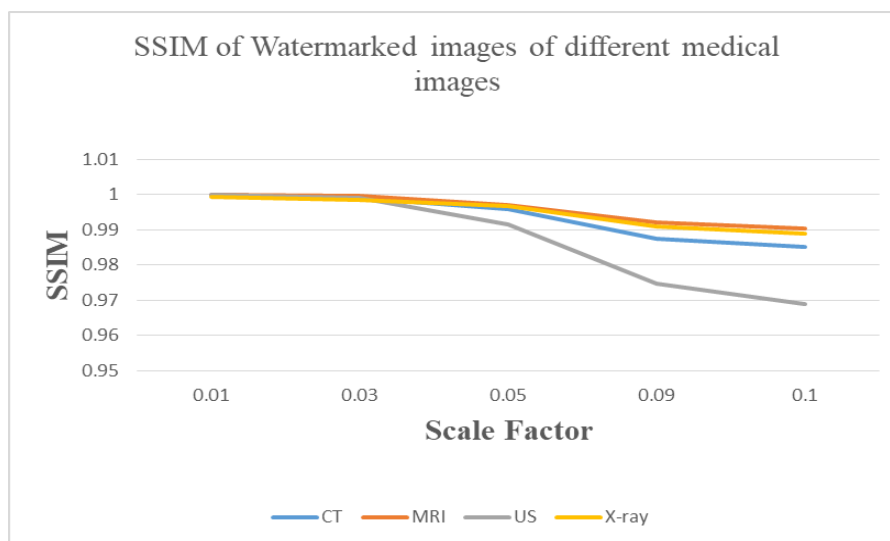 SSIM of Watermarked images of different medical
images
1.01
1
0.99
0.98
0.97
0.96
0.95
SSIM
0.01 0.03 0.05 0.09 0.1
Scale Factor
CT MRI US X-ray